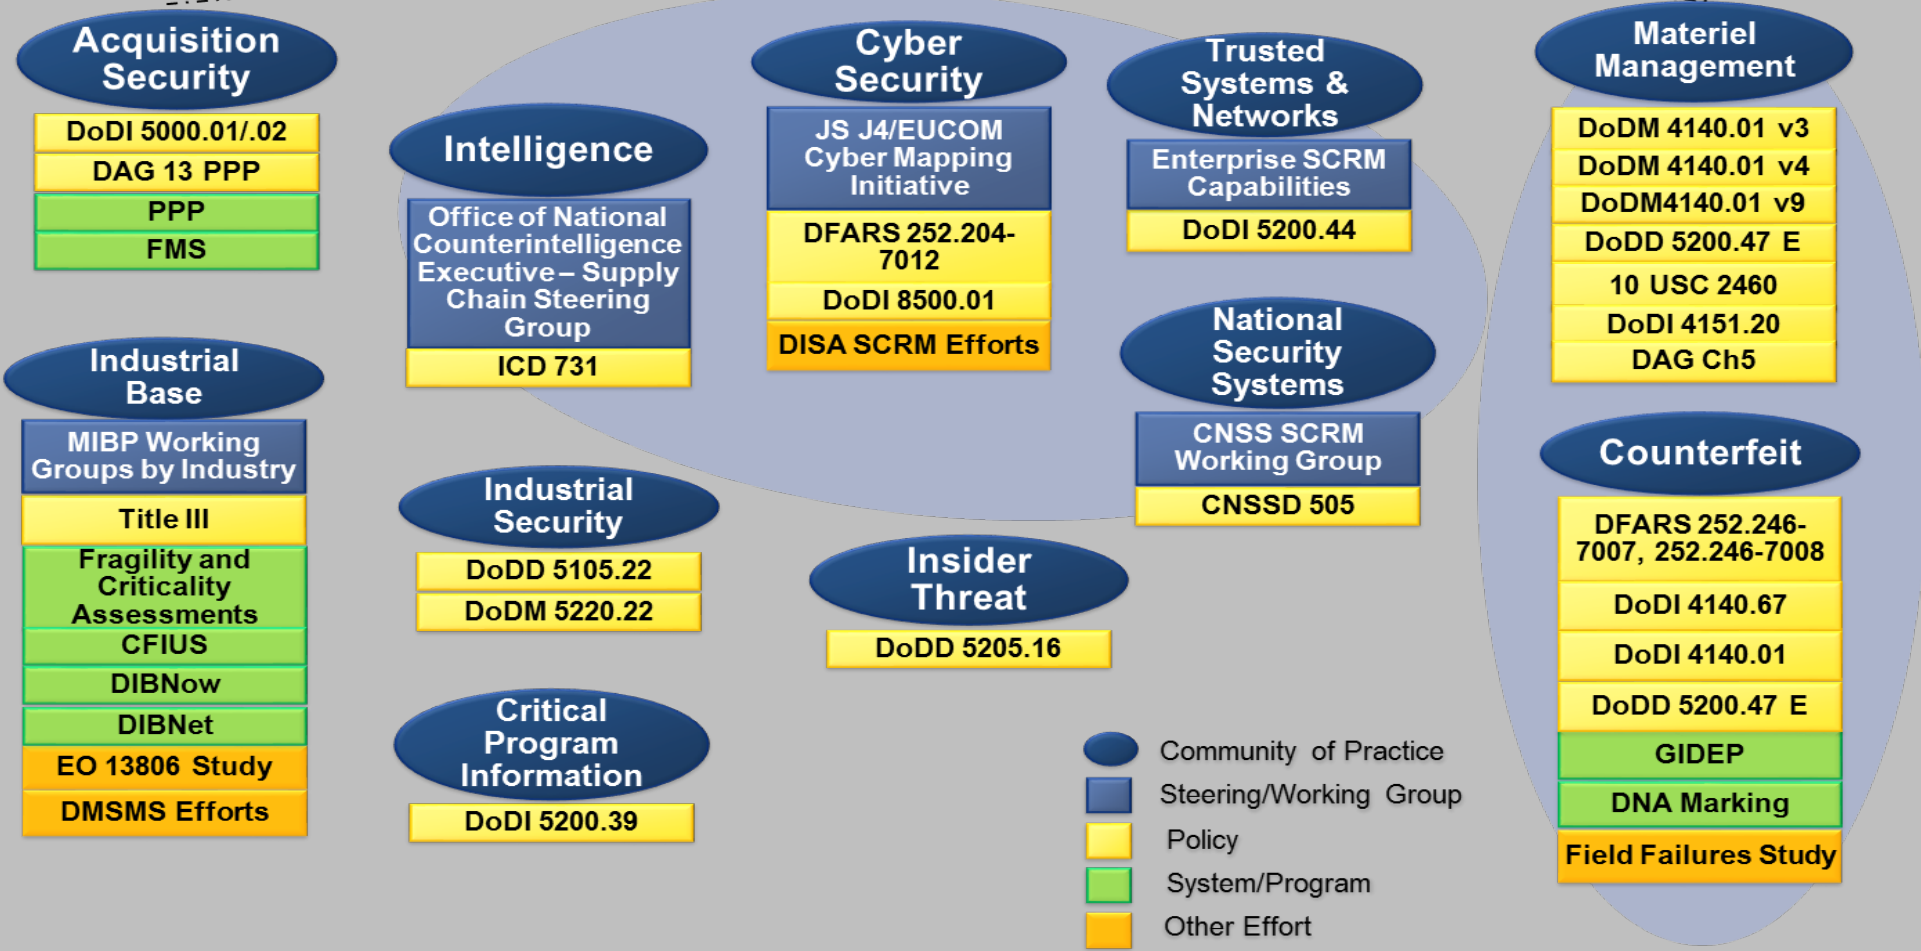 Acquisition
Security
DoDI 5000.01/.02
DAG 13 PPP
PPP
FMS
Industrial
Base
MIBP Working
Groups by Industry
Title III
Fragility and
Criticality
Assessments
CFIUS
DIBNow
DIBNet
EO 13806 Study
DMSMS Efforts
Intelligence
Office of National
Counterintelligence
Executive – Supply
Chain Steering
Group
ICD 731
Industrial
Security
DoDD 5105.22
DoDM 5220.22
Critical
Program
Information
DoDI 5200.39
Cyber
Security
JS J4/EUCOM
Cyber Mapping
Initiative
DFARS 252.204-
7012
DoDI 8500.01
DISA SCRM Efforts
Insider
Threat
DoDD 5205.16
Trusted
Systems &
Networks
Enterprise SCRM
Capabilities
DoDI 5200.44
National
Security
Systems
CNSS SCRM
Working Group
CNSSD 505
Materiel
Management
DoDM 4140.01 v3
DoDM 4140.01 v4
DoDM4140.01 v9
DoDD 5200.47 E
10 USC 2460
DoDI 4151.20
DAG Ch5
Counterfeit
DFARS 252.246-
7007, 252.246-7008
DoDI 4140.67
DoDI 4140.01
DoDD 5200.47 E
GIDEP
DNA Marking
Field Failures Study
Community of Practice
Steering/Working Group
Policy
System/Program
Other Effort